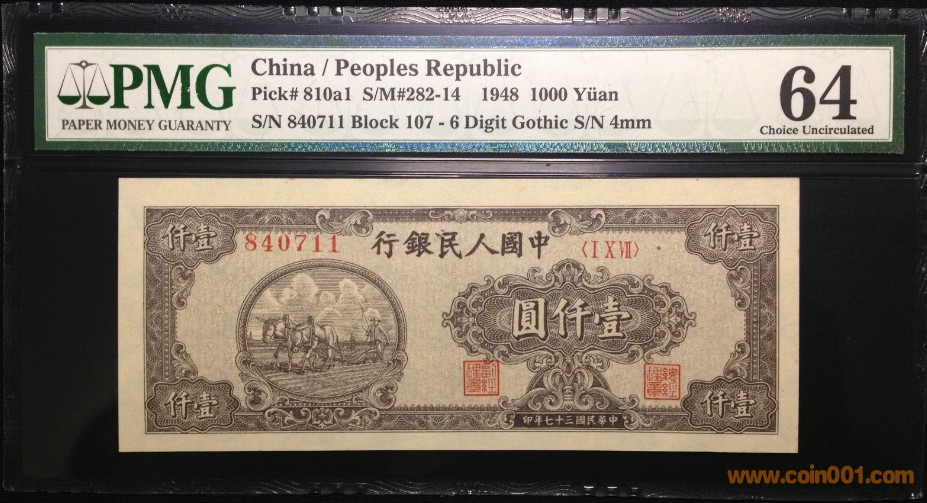 PMG
PAPER MONEY GUARANTY
China / Peoples Republic
Pick# 810a1 S/M#282-14 1948 1000 Yüan
S/N 840711 Block 107 - 6 Digit Gothic S/N 4mm
64
Choice Uncirculated
壹仟
840711
中國人民銀行
〈I X VII〉
壹仟
壹仟圓
壹仟
壹仟
中華民國三十七年印
www.coin001.com